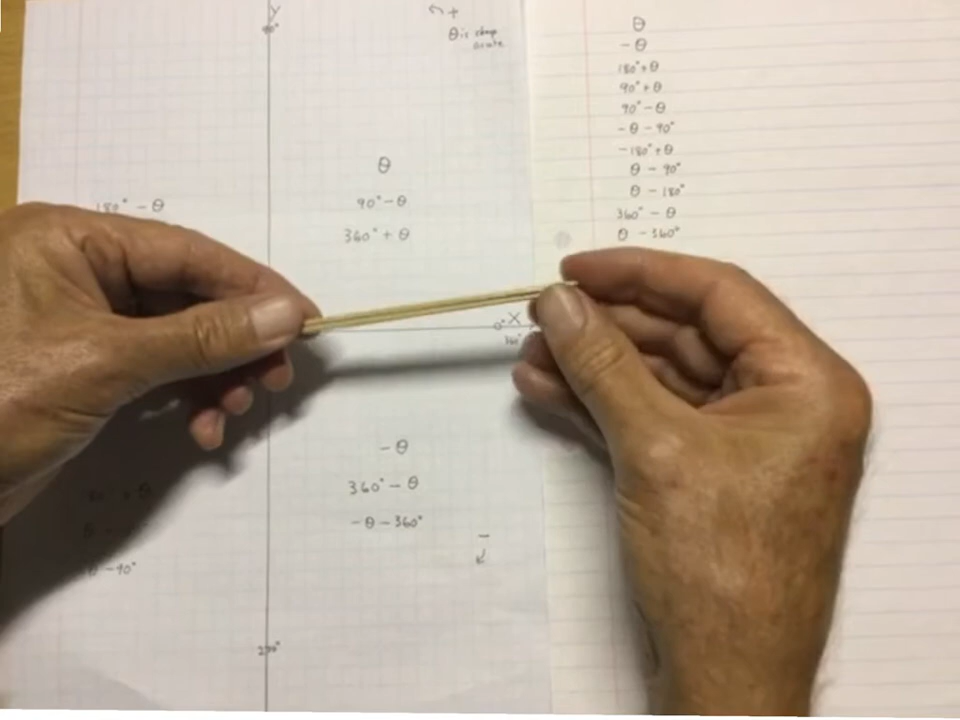 Y
90°
+
θ is sharp
acute
180° - θ
θ
90° - θ
360° + θ
0° X
360°
- θ
360° - θ
- θ - 360°
-
- 90°
270°
θ
- θ
180° + θ
90° + θ
90° - θ
- θ - 90°
- 180° + θ
θ - 90°
θ - 180°
360° - θ
θ - 360°